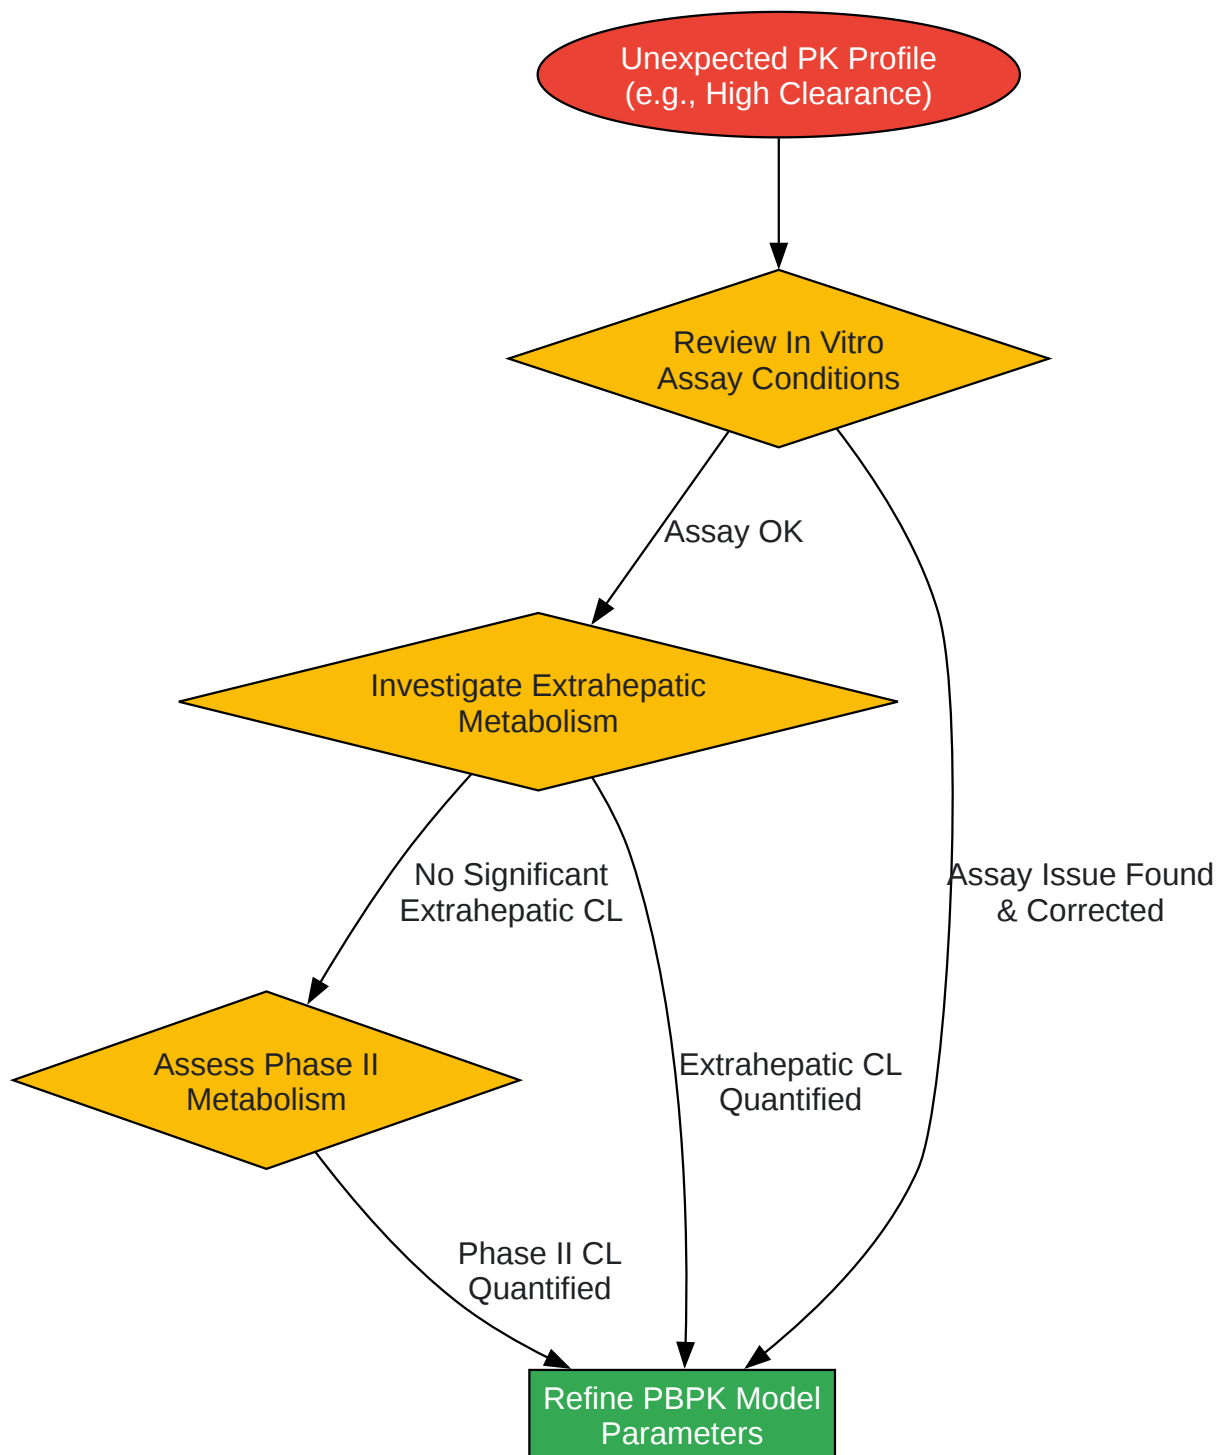 Unexpected PK Profile
(e.g., High Clearance)
Review In Vitro
Assay Conditions
Assay OK
Investigate Extrahepatic
Metabolism
No Significant
Extrahepatic CL
Assay Issue Found
& Corrected
Assess Phase II
Metabolism
Extrahepatic CL
Quantified
Phase II CL
Quantified
Refine PBPK Model
Parameters